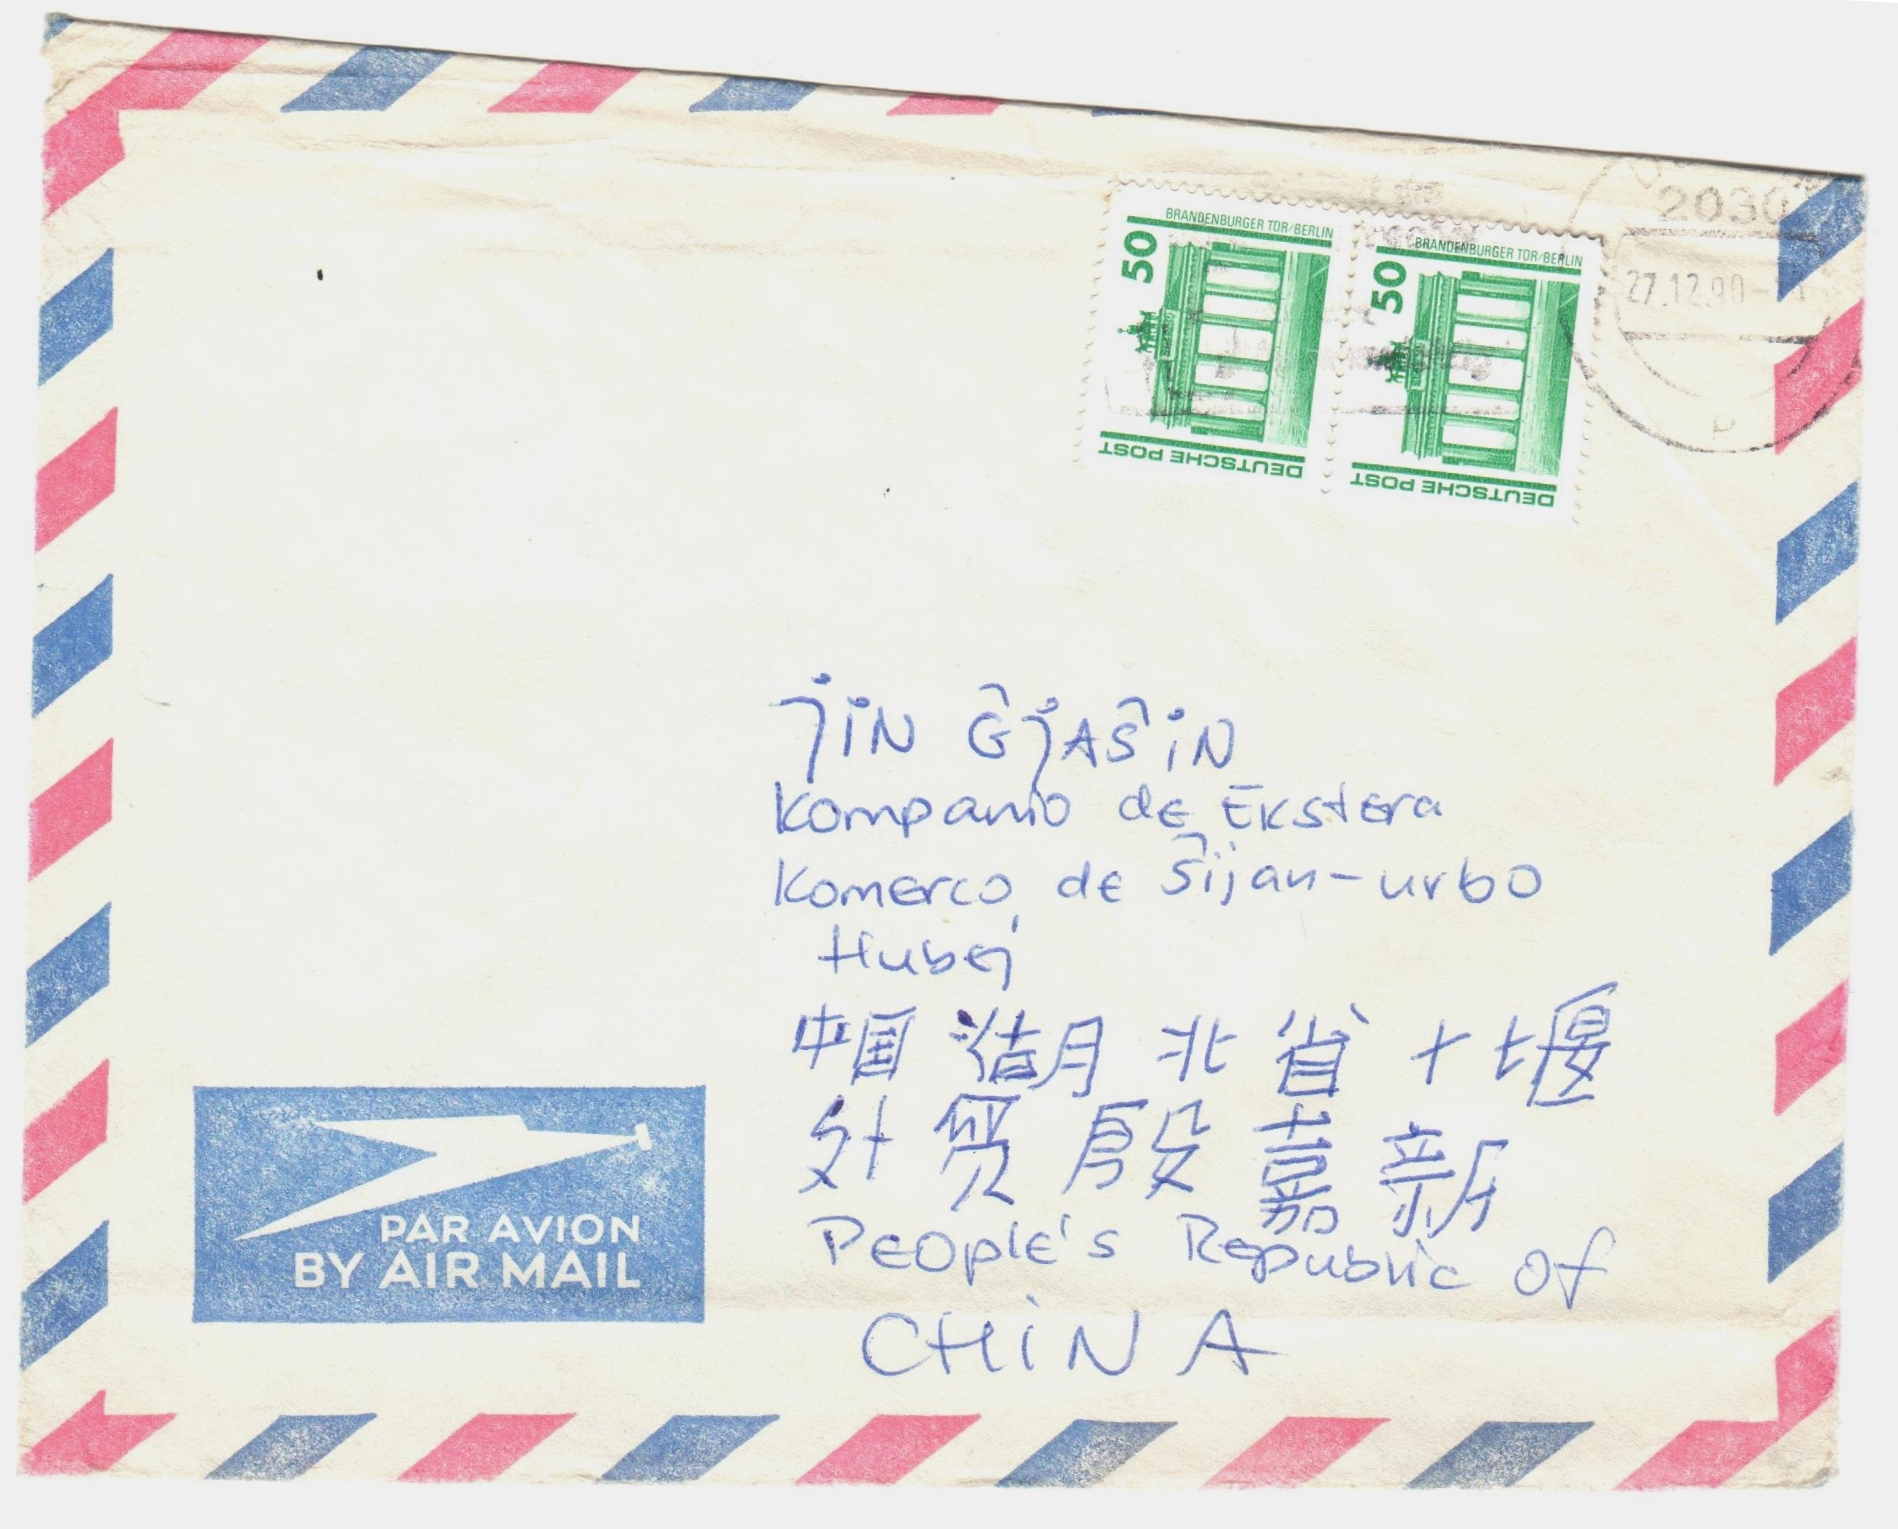 BRANDENBURGER TOR/BERLIN
50
DEUTSCHE POST
BRANDENBURGER TOR/BERLIN
50
DEUTSCHE POST
2030
27.12.90
jiN ĜjAŜiN
Kompanio de Ekstera
Komerco de Ŝijan-urbo
Hubej
中国 湖北省十堰
外贸殷嘉新
People's Republic of
CHiNA
PAR AVION
BY AIR MAIL